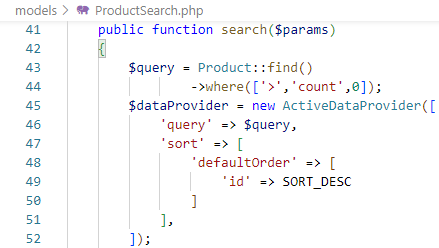 models > ProductSearch.php
41 public function search($params)
42 {
43 $query = Product::find()
44 ->where(['>','count',0]);
45 $dataProvider = new ActiveDataProvider([
46 'query' => $query,
47 'sort' => [
48 'defaultOrder' => [
49 'id' => SORT_DESC
50 ]
51 ],
52 ]);